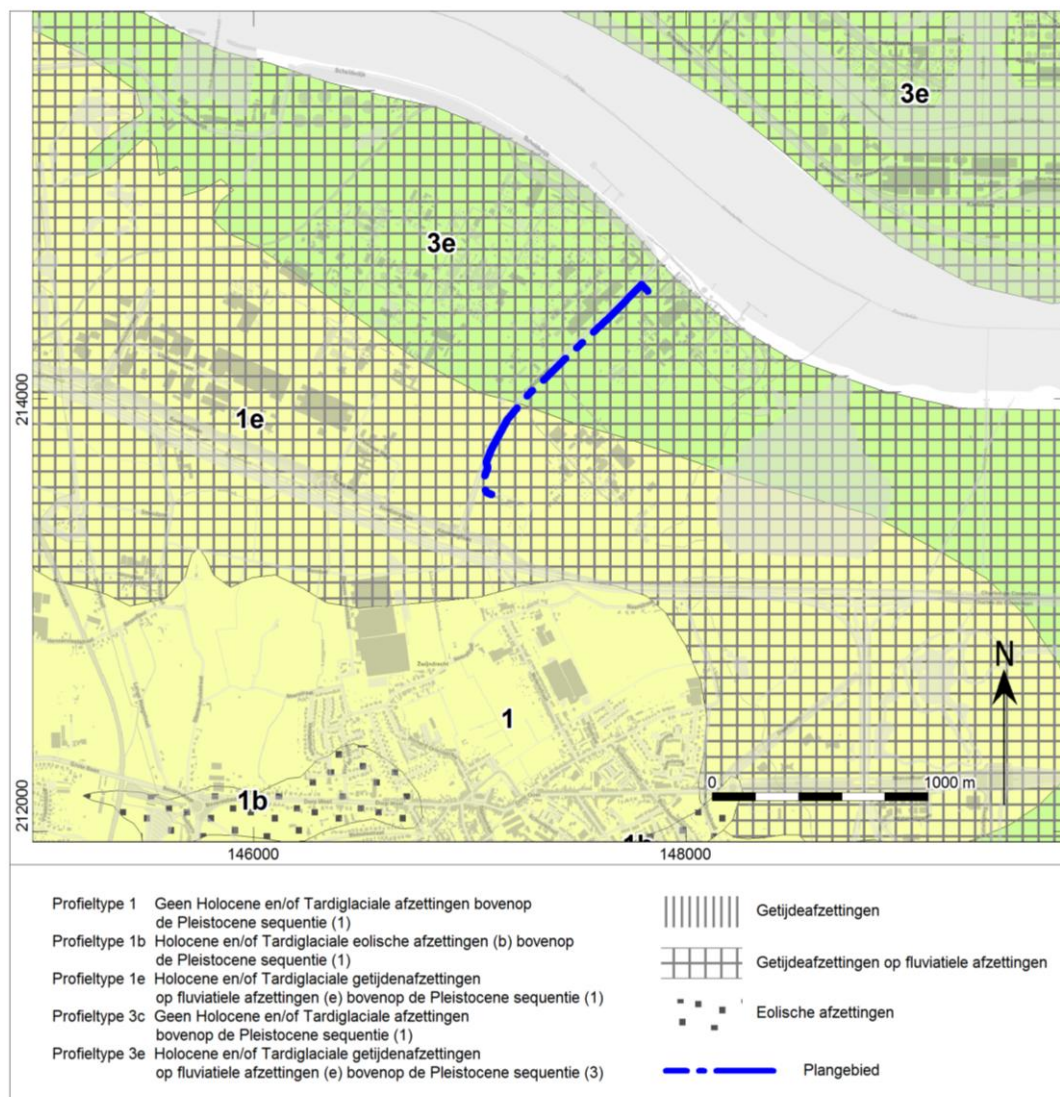 3e
3e
1e
214000
N
1
0 1000 m
1b
1b
212000
146000
148000
Profieltype 1 Geen Holocene en/of Tardiglaciale afzettingen bovenop
de Pleistocene sequentie (1)
Profieltype 1b Holocene en/of Tardiglaciale eolische afzettingen (b) bovenop
de Pleistocene sequentie (1)
Profieltype 1e Holocene en/of Tardiglaciale getijdenafzettingen
op fluviatiele afzettingen (e) bovenop de Pleistocene sequentie (1)
Profieltype 3c Geen Holocene en/of Tardiglaciale afzettingen
bovenop de Pleistocene sequentie (1)
Profieltype 3e Holocene en/of Tardiglaciale getijdenafzettingen
op fluviatiele afzettingen (e) bovenop de Pleistocene sequentie (3)
Getijdeafzettingen
Getijdeafzettingen op fluviatiele afzettingen
Eolische afzettingen
Plangebied